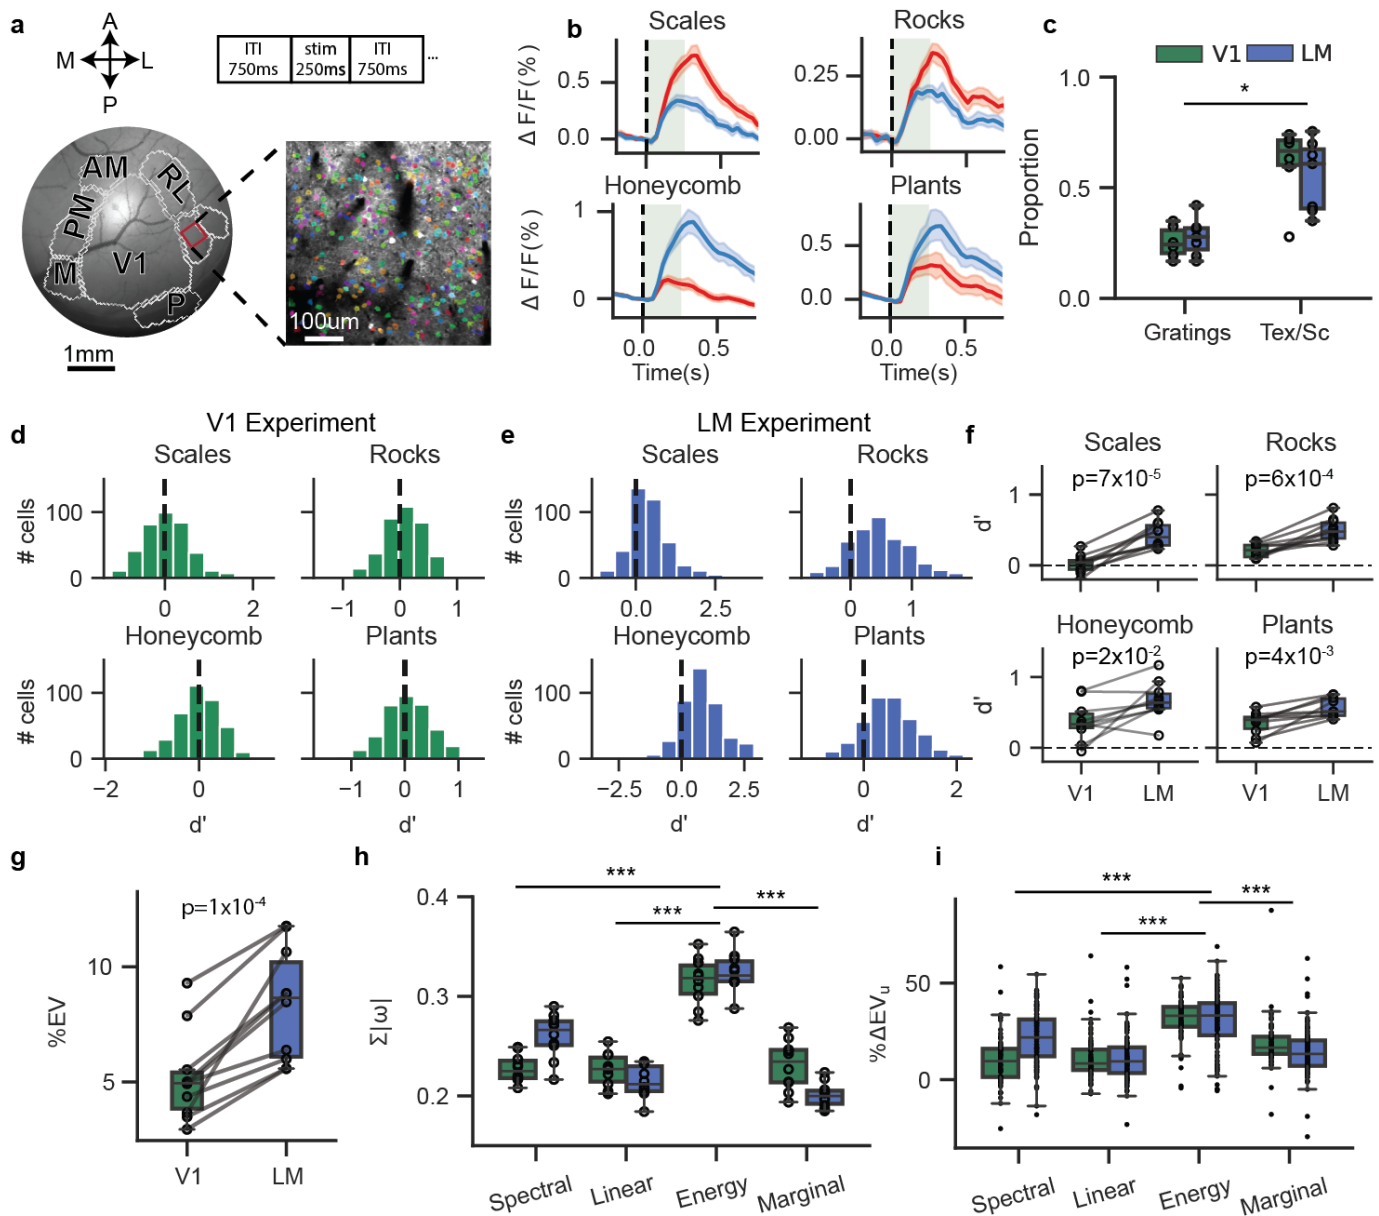 a
A
M
L
P
ITI
750ms
stim
250ms
ITI
750ms
...
AM
RL
PM
V1
M
P
1mm
100um
b
Scales
Rocks
Δ F/F(%)
0.5
0.0
0.25
0.00
Honeycomb
Plants
Δ F/F(%)
1
0
0.5
0.0
0.0
0.5
0.0
0.5
Time(s)
Time(s)
c
V1
LM
*
Proportion
1.0
0.5
0.0
Gratings
Tex/Sc
d
V1 Experiment
Scales
Rocks
# cells
100
0
0
2
−1
0
1
Honeycomb
Plants
# cells
100
0
−2
0
−1
0
1
d'
d'
e
LM Experiment
Scales
Rocks
# cells
100
0
0.0
2.5
0
1
Honeycomb
Plants
# cells
100
0
−2.5
0.0
2.5
0
2
d'
d'
f
Scales
Rocks
p=7x10-5
p=6x10-4
d'
1
0
Honeycomb
Plants
p=2x10-2
p=4x10-3
d'
1
0
V1
LM
V1
LM
g
p=1x10-4
%EV
10
5
V1
LM
h
***
***
***
Σ|ω|
0.4
0.3
0.2
Spectral
Linear
Energy
Marginal
i
***
***
***
%ΔEVu
50
0
Spectral
Linear
Energy
Marginal